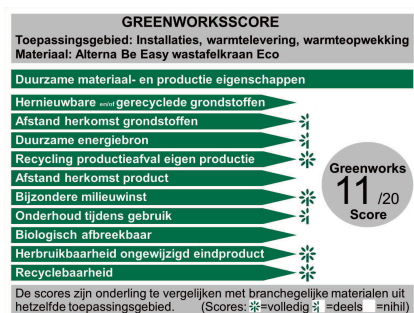 GREENWORKSSCORE
Toepassingsgebied: Installaties, warmtelevering, warmteopwekking
Materiaal: Alterna Be Easy wastafelkraan Eco
Duurzame materiaal- en productie eigenschappen
Hernieuwbare en/of gerecyclede grondstoffen
Afstand herkomst grondstoffen
Duurzame energiebron
Recycling productieafval eigen productie
Afstand herkomst product
Bijzondere milieuwinst
Onderhoud tijdens gebruik
Biologisch afbreekbaar
Herbruikbaarheid ongewijzigd eindproduct
Recyclebaarheid
Greenworks
11 /20
Score
De scores zijn onderling te vergelijken met branchegelijke materialen uit
hetzelfde toepassingsgebied. (Scores: =volledig =deels =nihil)